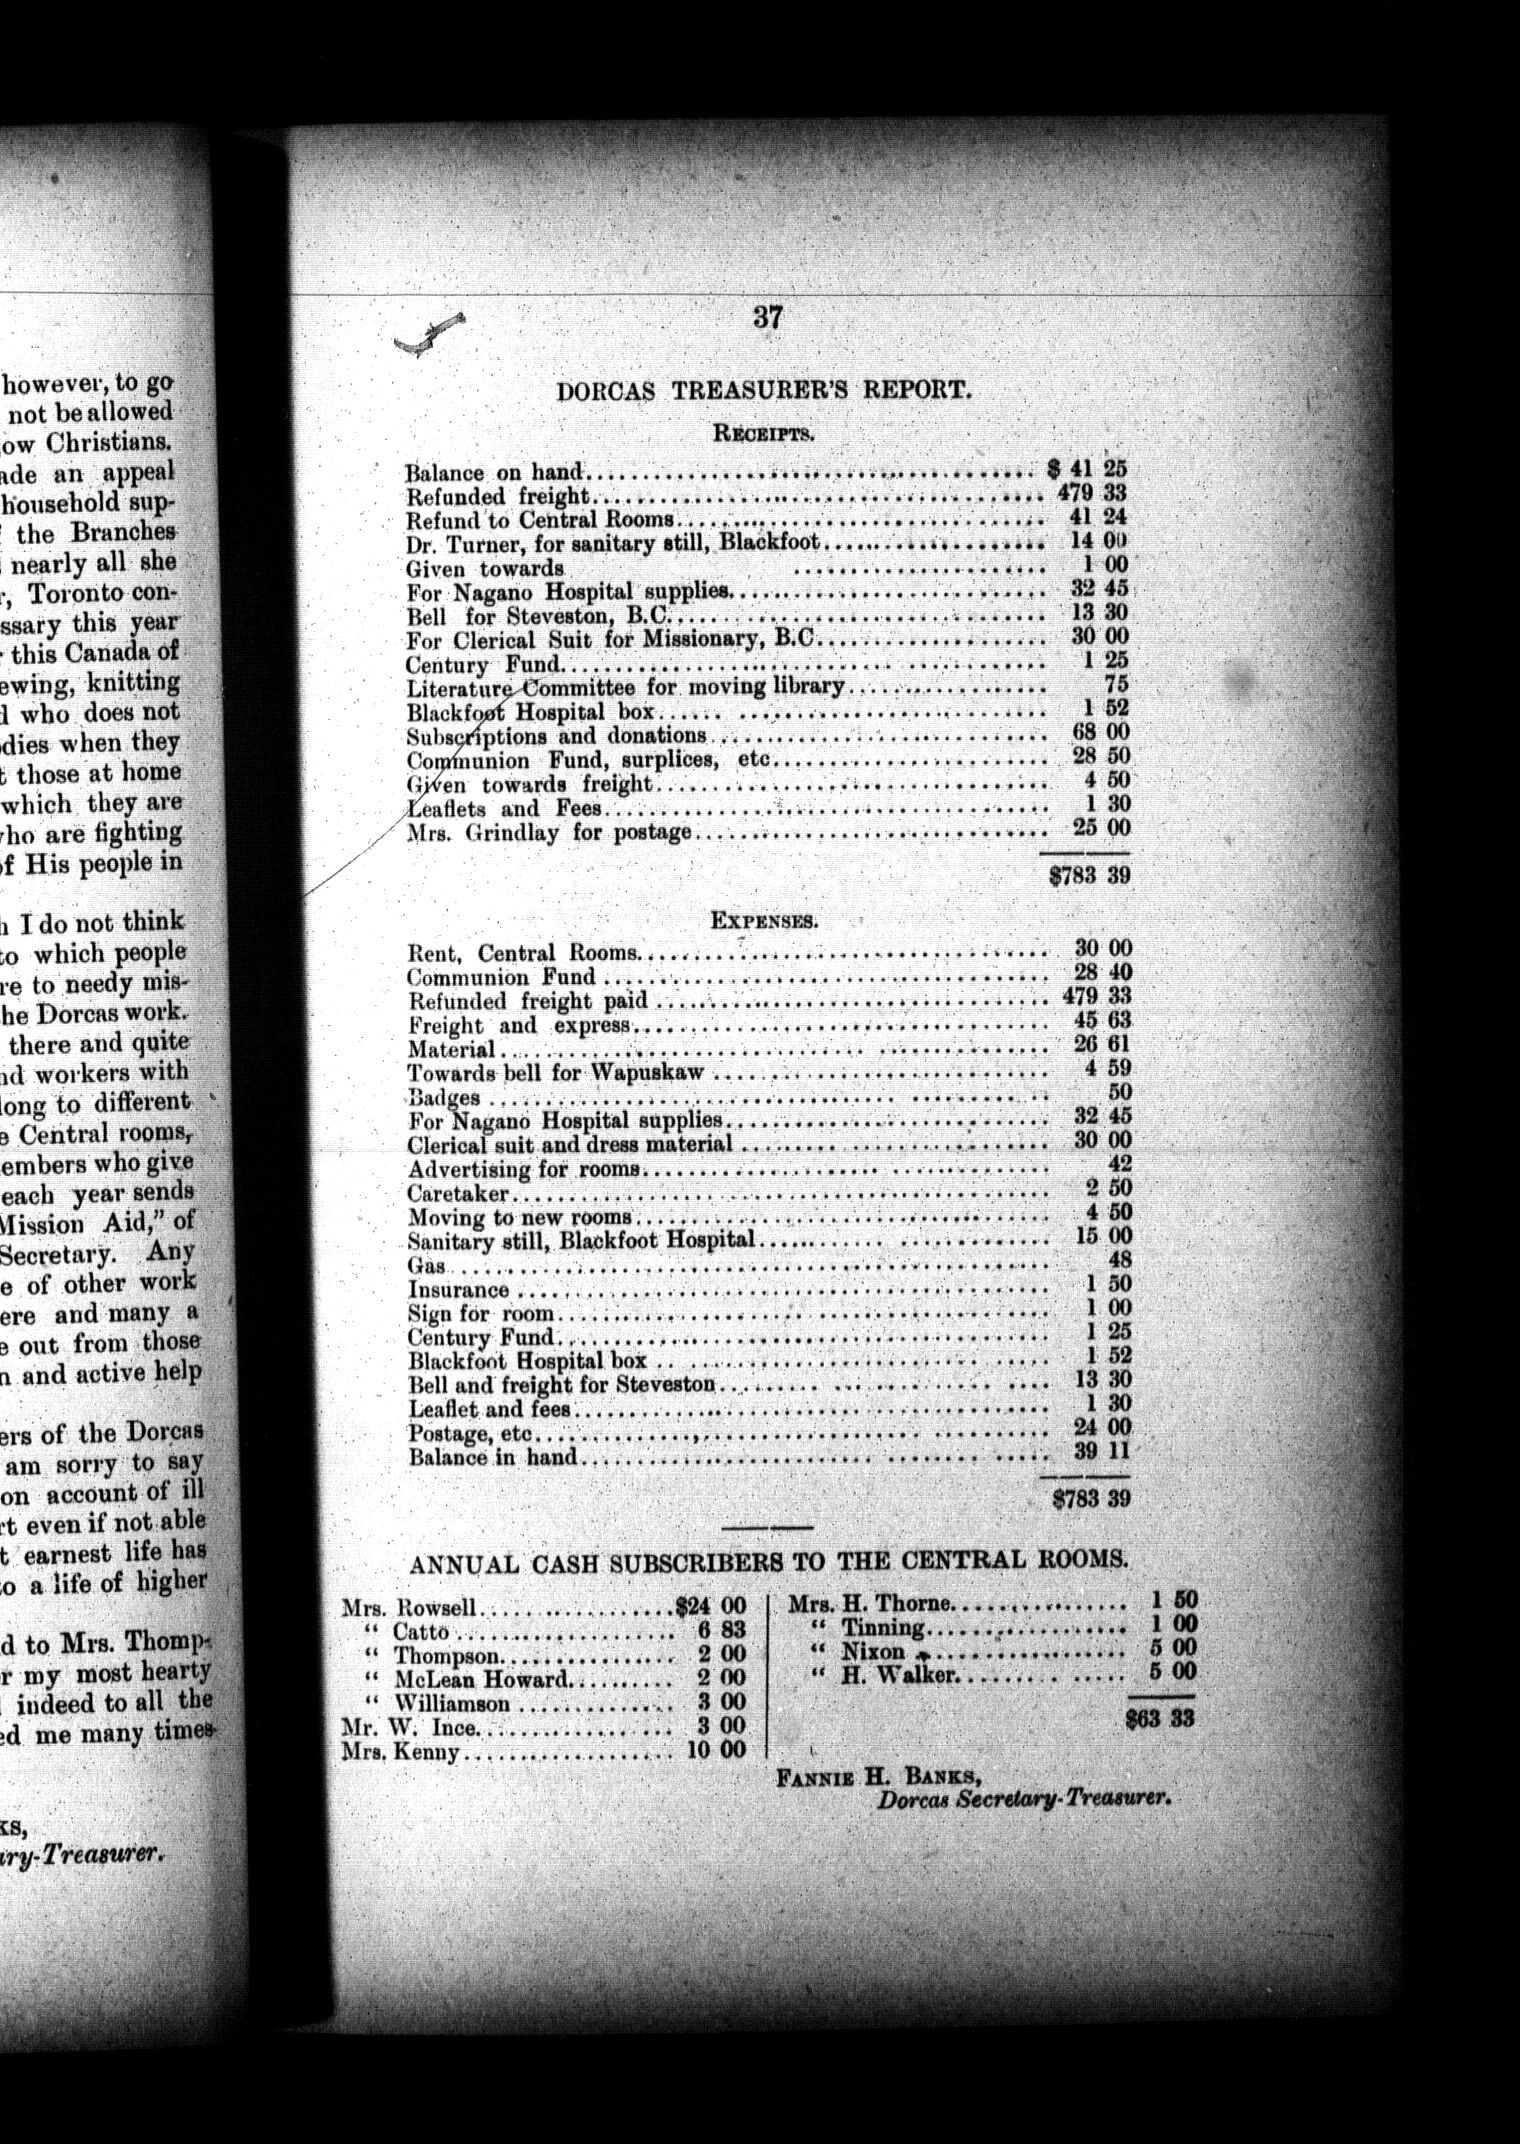 however, to go
not be allowed
ow Christians.
ade an appeal
household sup-
the Branches
nearly all she
r, Toronto con-
ssary this year
this Canada of
ewing, knitting
d who does not
dies when they
t those at home
which they are
who are fighting
of His people in
h I do not think
to which people
re to needy mis-
he Dorcas work.
there and quite
nd workers with
long to different
e Central rooms,
embers who give
each year sends
Mission Aid," of
Secretary. Any
e of other work
ere and many a
e out from those
n and active help
ers of the Dorcas
am sorry to say
on account of ill
rt even if not able
t earnest life has
to a life of higher
d to Mrs. Thomp-
r my most hearty
indeed to all the
ed me many times
KS,
ary-Treasurer.
37
DORCAS TREASURER'S REPORT.
RECEIPTS.
Balance on hand.......... $ 41 25
Refunded freight.......... 479 33
Refund to Central Rooms.......... 41 24
Dr. Turner, for sanitary still, Blackfoot.......... 14 00
Given towards .......... 1 00
For Nagano Hospital supplies.......... 32 45
Bell for Steveston, B.C.......... 13 30
For Clerical Suit for Missionary, B.C.......... 30 00
Century Fund.......... 1 25
Literature Committee for moving library.......... 75
Blackfoot Hospital box.......... 1 52
Subscriptions and donations.......... 68 00
Communion Fund, surplices, etc.......... 28 50
Given towards freight.......... 4 50
Leaflets and Fees.......... 1 30
Mrs. Grindlay for postage.......... 25 00
$783 39
EXPENSES.
Rent, Central Rooms.......... 30 00
Communion Fund .......... 28 40
Refunded freight paid .......... 479 33
Freight and express.......... 45 63
Material .......... 26 61
Towards bell for Wapuskaw .......... 4 59
Badges .......... 50
For Nagano Hospital supplies.......... 32 45
Clerical suit and dress material .......... 30 00
Advertising for rooms.......... 42
Caretaker.......... 2 50
Moving to new rooms.......... 4 50
Sanitary still, Blackfoot Hospital.......... 15 00
Gas .......... 48
Insurance .......... 1 50
Sign for room.......... 1 00
Century Fund.......... 1 25
Blackfoot Hospital box .......... 1 52
Bell and freight for Steveston.......... 13 30
Leaflet and fees.......... 1 30
Postage, etc.......... 24 00
Balance in hand.......... 39 11
$783 39
ANNUAL CASH SUBSCRIBERS TO THE CENTRAL ROOMS.
Mrs. Rowsell.......... $24 00
" Catto .......... 6 83
" Thompson.......... 2 00
" McLean Howard.......... 2 00
" Williamson .......... 3 00
Mr. W. Ince.......... 3 00
Mrs. Kenny.......... 10 00
Mrs. H. Thorne.......... 1 50
" Tinning.......... 1 00
" Nixon .......... 5 00
" H. Walker.......... 5 00
$63 33
FANNIE H. BANKS,
Dorcas Secretary-Treasurer.